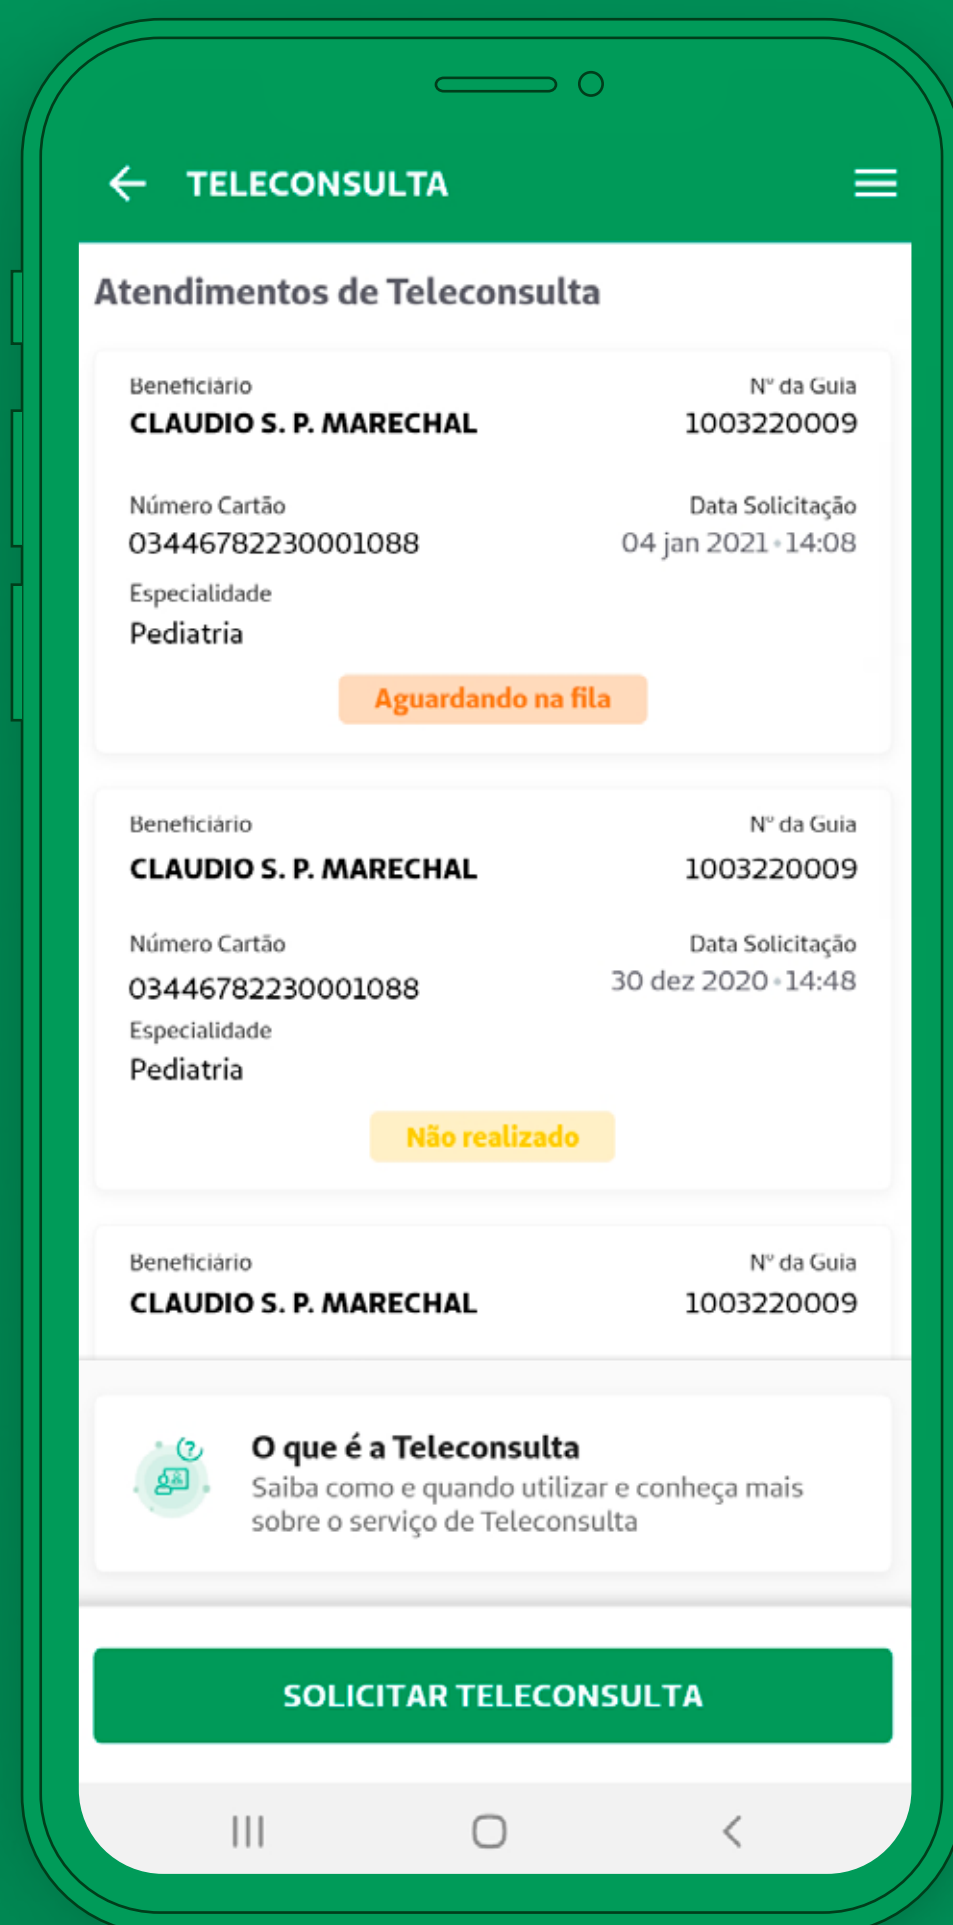 TELECONSULTA
Atendimentos de Teleconsulta
Beneficiário Nº da Guia
CLAUDIO S. P. MARECHAL 1003220009
Número Cartão Data Solicitação
03446782230001088 04 jan 2021 • 14:08
Especialidade
Pediatria
Aguardando na fila
Beneficiário Nº da Guia
CLAUDIO S. P. MARECHAL 1003220009
Número Cartão Data Solicitação
03446782230001088 30 dez 2020 • 14:48
Especialidade
Pediatria
Não realizado
Beneficiário Nº da Guia
CLAUDIO S. P. MARECHAL 1003220009
O que é a Teleconsulta
Saiba como e quando utilizar e conheça mais
sobre o serviço de Teleconsulta
SOLICITAR TELECONSULTA